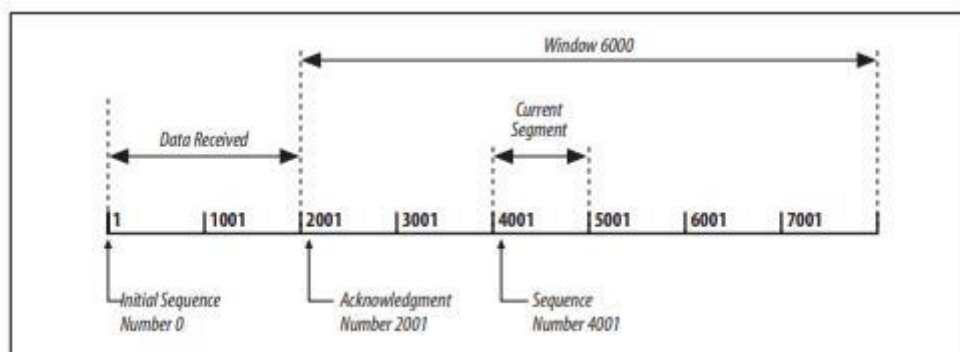 Window 6000
Current
Segment
Data Received
1 1001 2001 3001 4001 5001 6001 7001
Initial Sequence
Number 0
Acknowledgment
Number 2001
Sequence
Number 4001